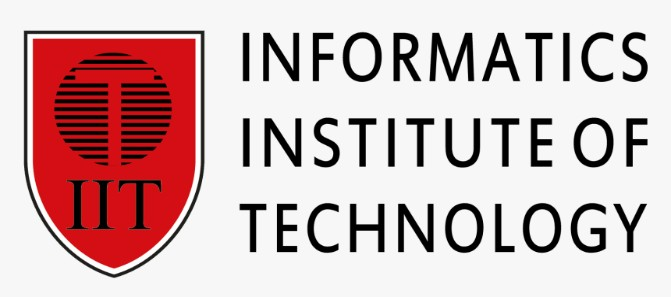 IIT
INFORMATICS
INSTITUTE OF
TECHNOLOGY